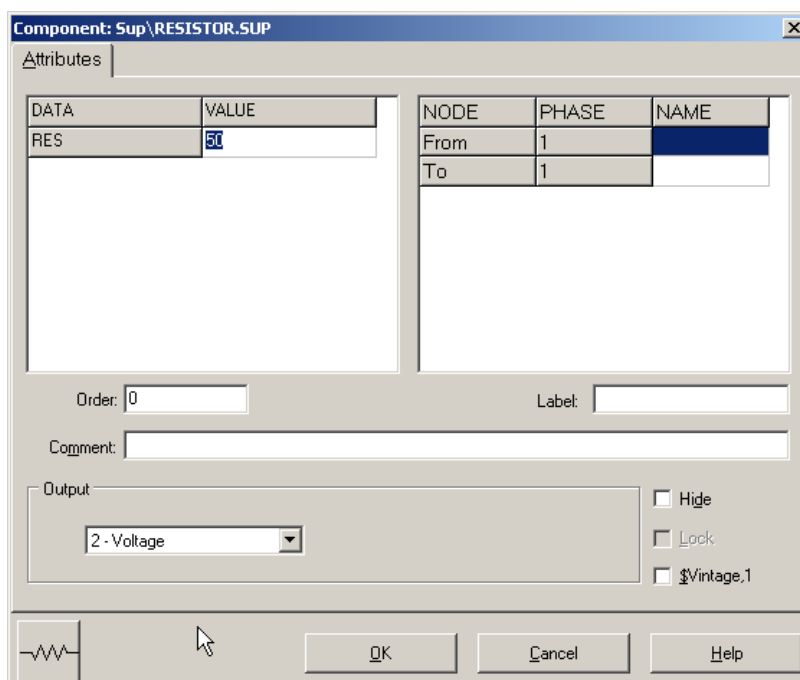 Component: Sup\RESISTOR.SUP
Attributes
DATA VALUE
RES 50
NODE PHASE NAME
From 1
To 1
Order: 0
Label:
Comment:
Output
2 - Voltage
Hide
Lock
$Vintage,1
OK Cancel Help